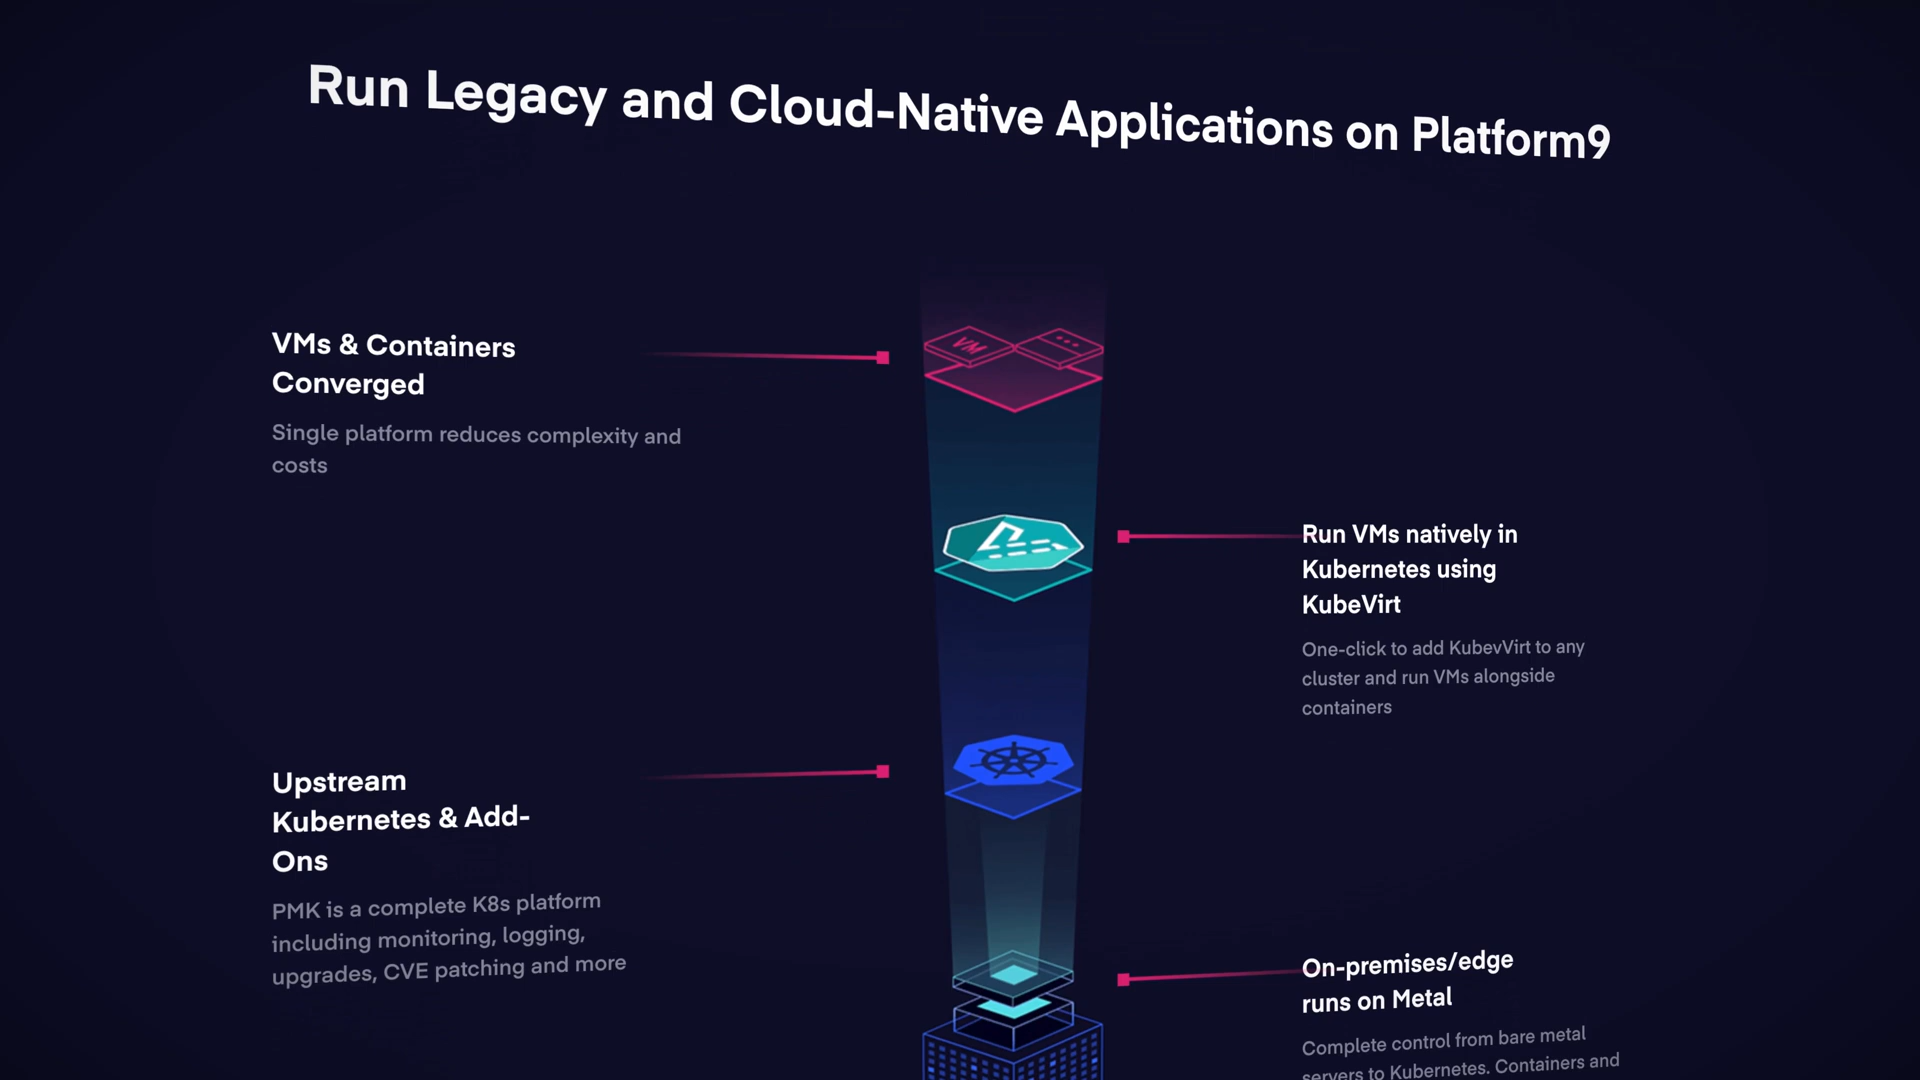 Run Legacy and Cloud-Native Applications on Platform9
VM
VMs & Containers
Converged
Single platform reduces complexity and
costs
Run VMs natively in
Kubernetes using
KubeVirt
One-click to add KubevVirt to any
cluster and run VMs alongside
containers
Upstream
Kubernetes & Add-
Ons
PMK is a complete K8s platform
including monitoring, logging,
upgrades, CVE patching and more
On-premises/edge
runs on Metal
Complete control from bare metal
servers to Kubernetes. Containers and